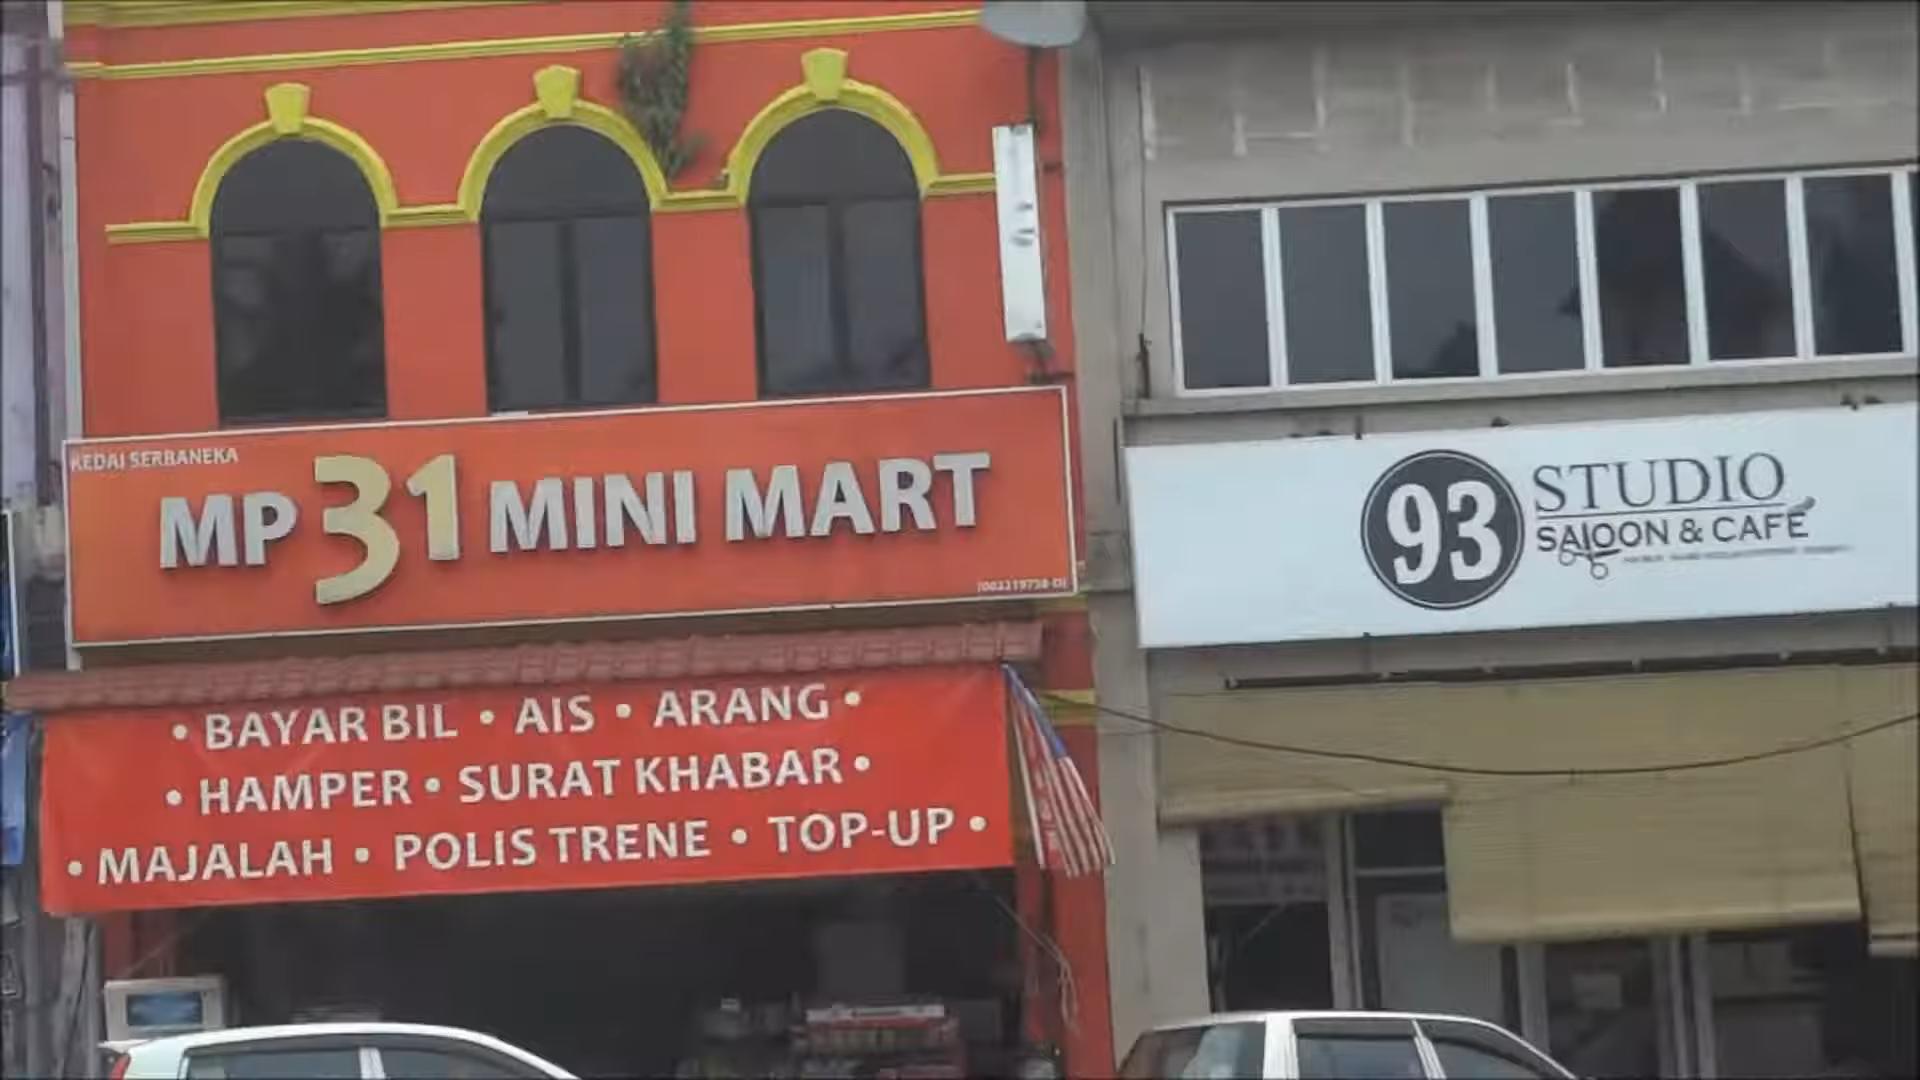 KEDAI SERBANEKA
MP 31 MINI MART
• BAYAR BIL • AIS • ARANG •
• HAMPER • SURAT KHABAR •
• MAJALAH • POLIS TRENE • TOP-UP •
93 STUDIO
SALOON & CAFE